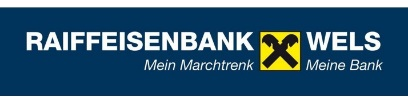 RAIFFEISENBANK WELS
Mein Marchtrenk Meine Bank